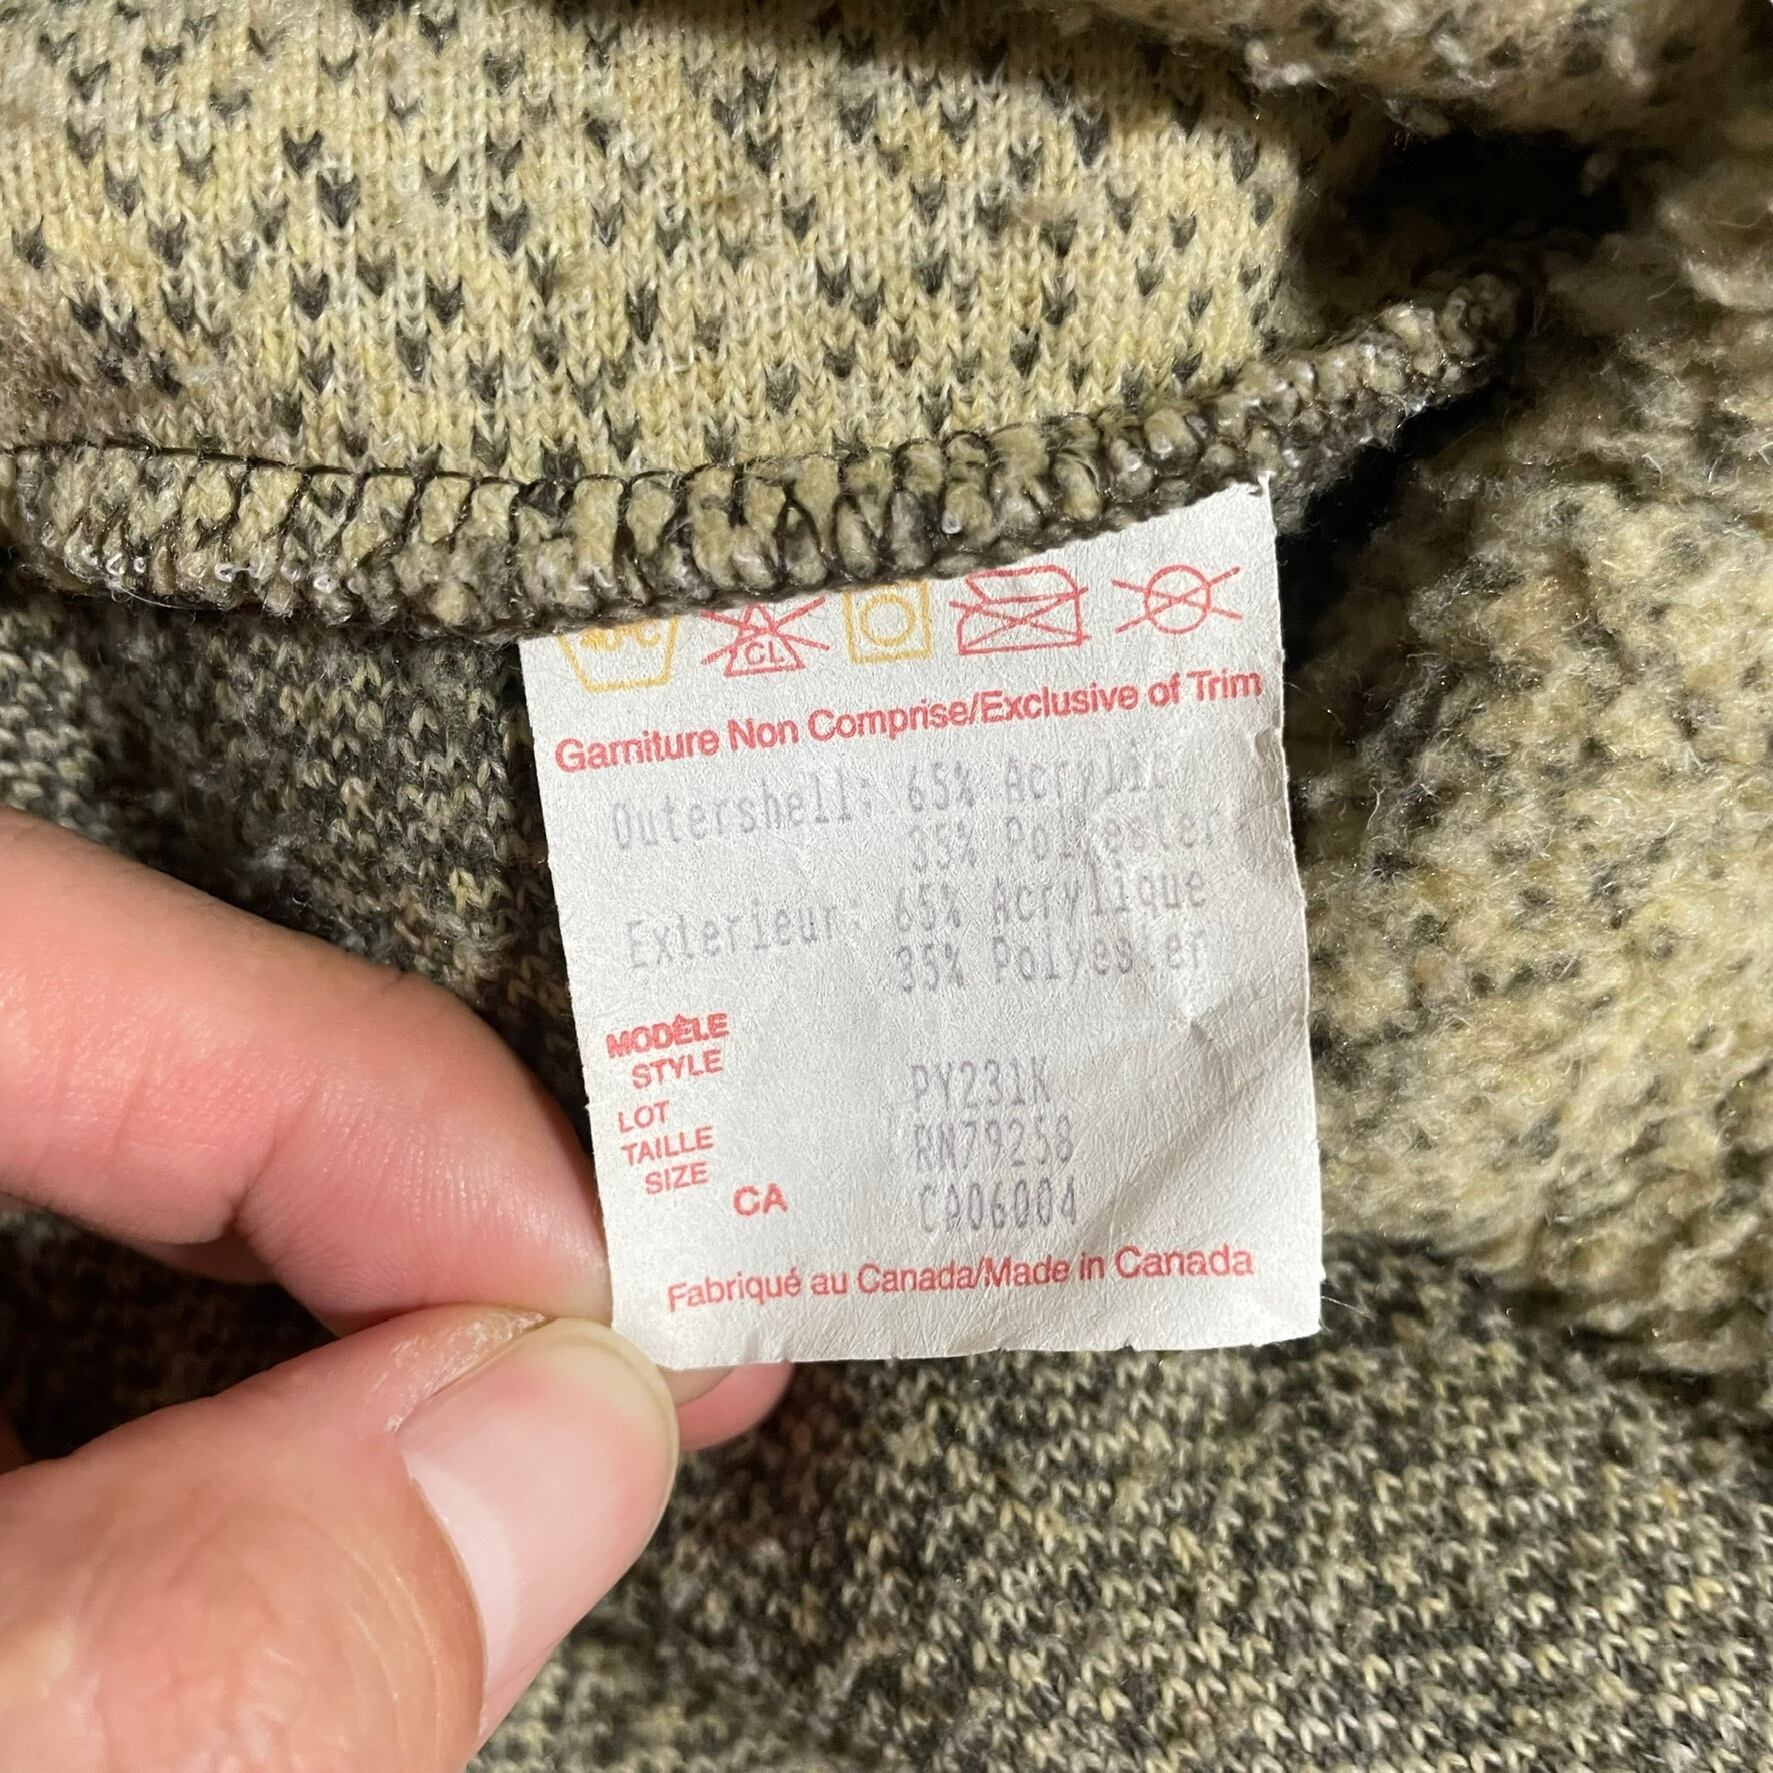 CL
Garniture Non Comprise/Exclusive of Trim
Outershell: 65% Acrylic
35% Polyester
Exterieur: 65% Acrylique
35% Polyester
MODÈLE
STYLE PY231K
LOT
TAILLE RN79258
SIZE
CA CA06004
Fabriqué au Canada/Made in Canada